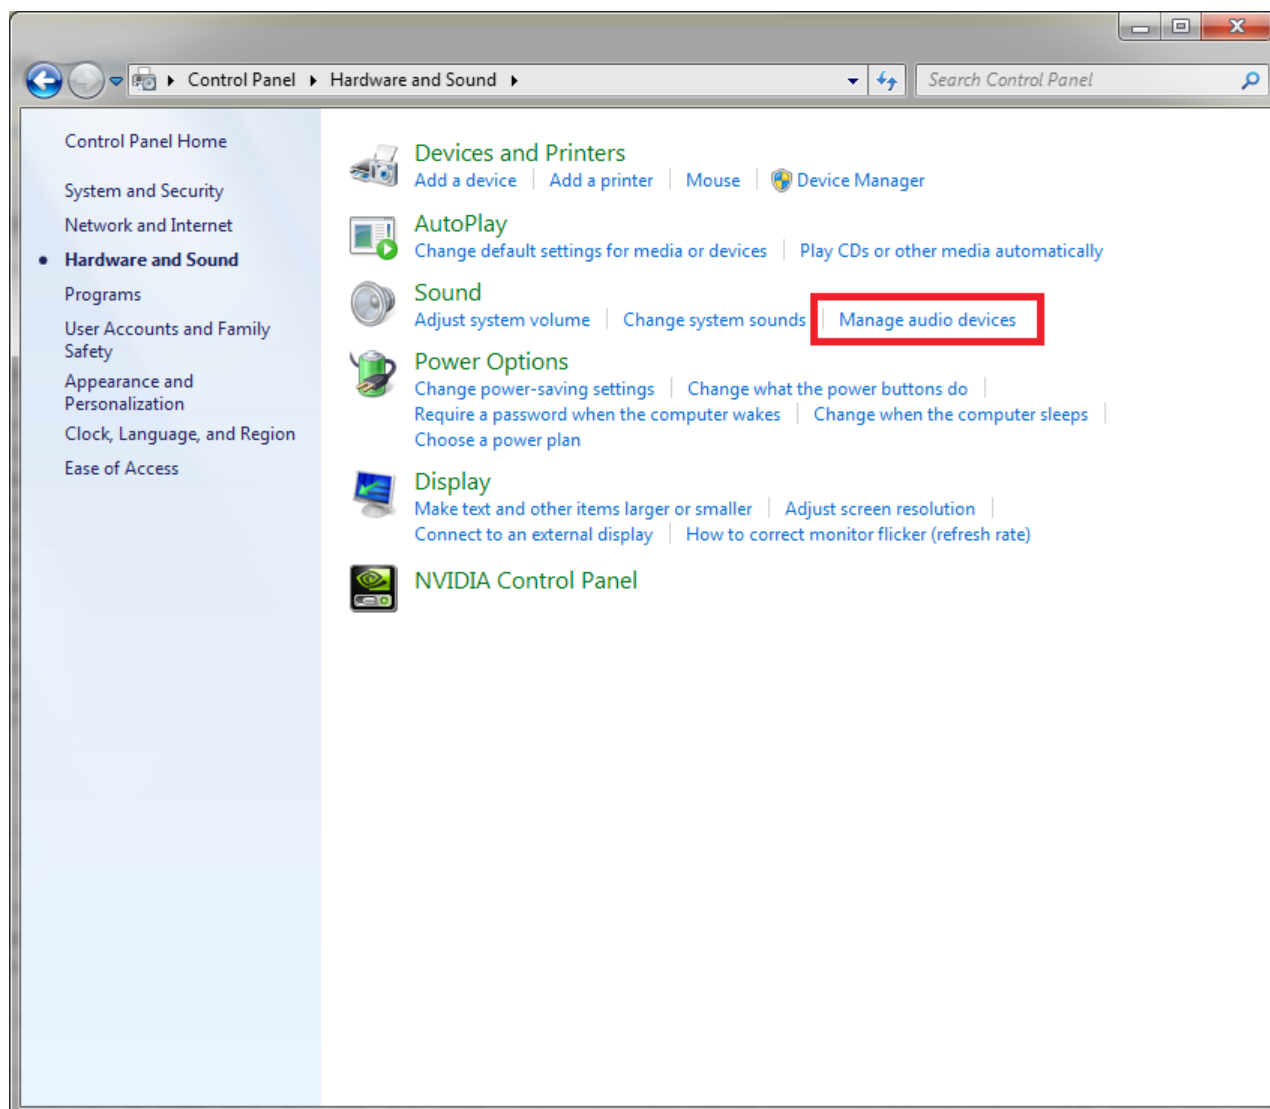 Control Panel Hardware and Sound Search Control Panel
Control Panel Home
System and Security
Network and Internet
Hardware and Sound
Programs
User Accounts and Family
Safety
Appearance and
Personalization
Clock, Language, and Region
Ease of Access
Devices and Printers
Add a device Add a printer Mouse Device Manager
AutoPlay
Change default settings for media or devices Play CDs or other media automatically
Sound
Adjust system volume Change system sounds Manage audio devices
Power Options
Change power-saving settings Change what the power buttons do
Require a password when the computer wakes Change when the computer sleeps
Choose a power plan
Display
Make text and other items larger or smaller Adjust screen resolution
Connect to an external display How to correct monitor flicker (refresh rate)
NVIDIA Control Panel